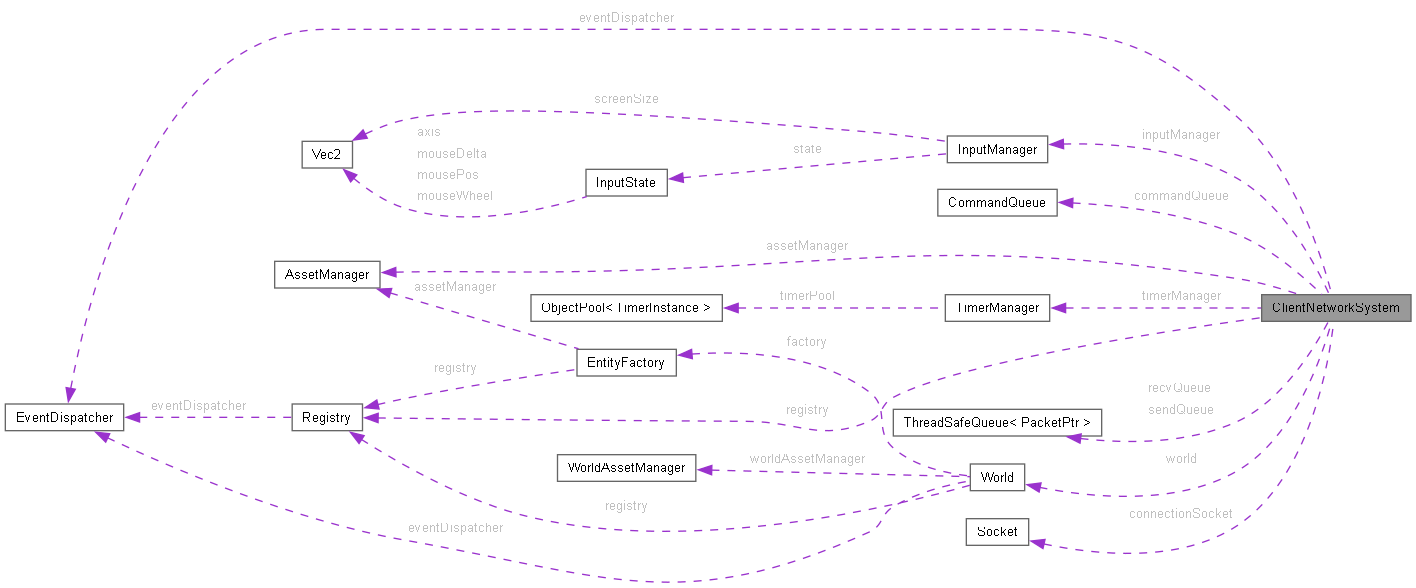 eventDispatcher
screenSize
axis
mouseDelta
mousePos
mouseWheel
Vec2
InputState
state
InputManager
inputManager
CommandQueue
commandQueue
assetManager
AssetManager
assetManager
ObjectPool< TimerInstance >
timerPool
TimerManager
timerManager
ClientNetworkSystem
factory
EntityFactory
registry
EventDispatcher
eventDispatcher
Registry
registry
recvQueue
sendQueue
ThreadSafeQueue< PacketPtr >
WorldAssetManager
worldAssetManager
World
world
registry
eventDispatcher
Socket
connectionSocket